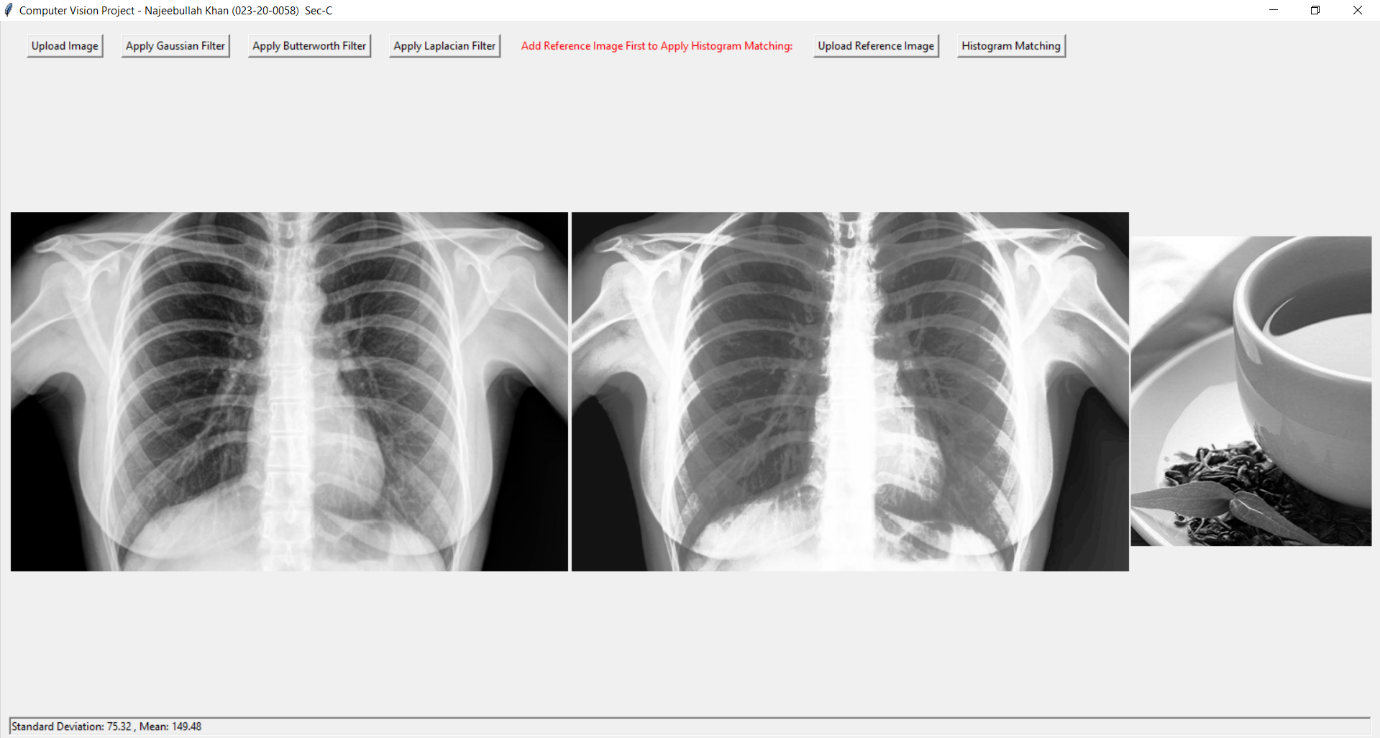 Computer Vision Project - Najeebullah Khan (023-20-0058)  Sec-C
Upload Image Apply Gaussian Filter Apply Butterworth Filter Apply Laplacian Filter Add Reference Image First to Apply Histogram Matching: Upload Reference Image Histogram Matching
Standard Deviation: 75.32 , Mean: 149.48